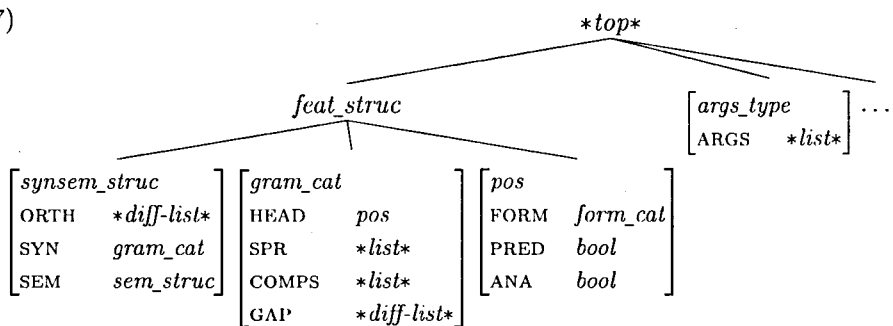 7)
*top*
feat_struc
args_type
ARGS *list*
...
synsem_struc
ORTH *diff-list*
SYN gram_cat
SEM sem_struc
gram_cat
HEAD pos
SPR *list*
COMPS *list*
GAP *diff-list*
pos
FORM form_cat
PRED bool
ANA bool